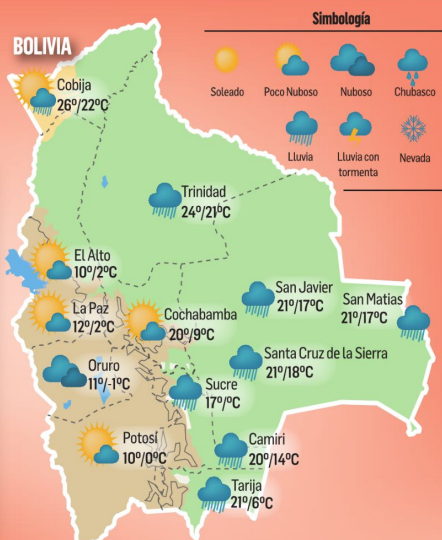 Simbología
BOLIVIA
Soleado
Poco Nuboso
Nuboso
Chubasco
Lluvia
Lluvia con
tormenta
Nevada
Cobija
26º/22ºC
Trinidad
24º/21ºC
El Alto
10º/2ºC
La Paz
12º/2ºC
Cochabamba
20º/9ºC
San Javier
21º/17ºC
San Matias
21º/17ºC
Oruro
11º/-1ºC
Santa Cruz de la Sierra
21º/18ºC
Sucre
17º/ºC
Potosí
10º/0ºC
Camiri
20º/14ºC
Tarija
21º/6ºC